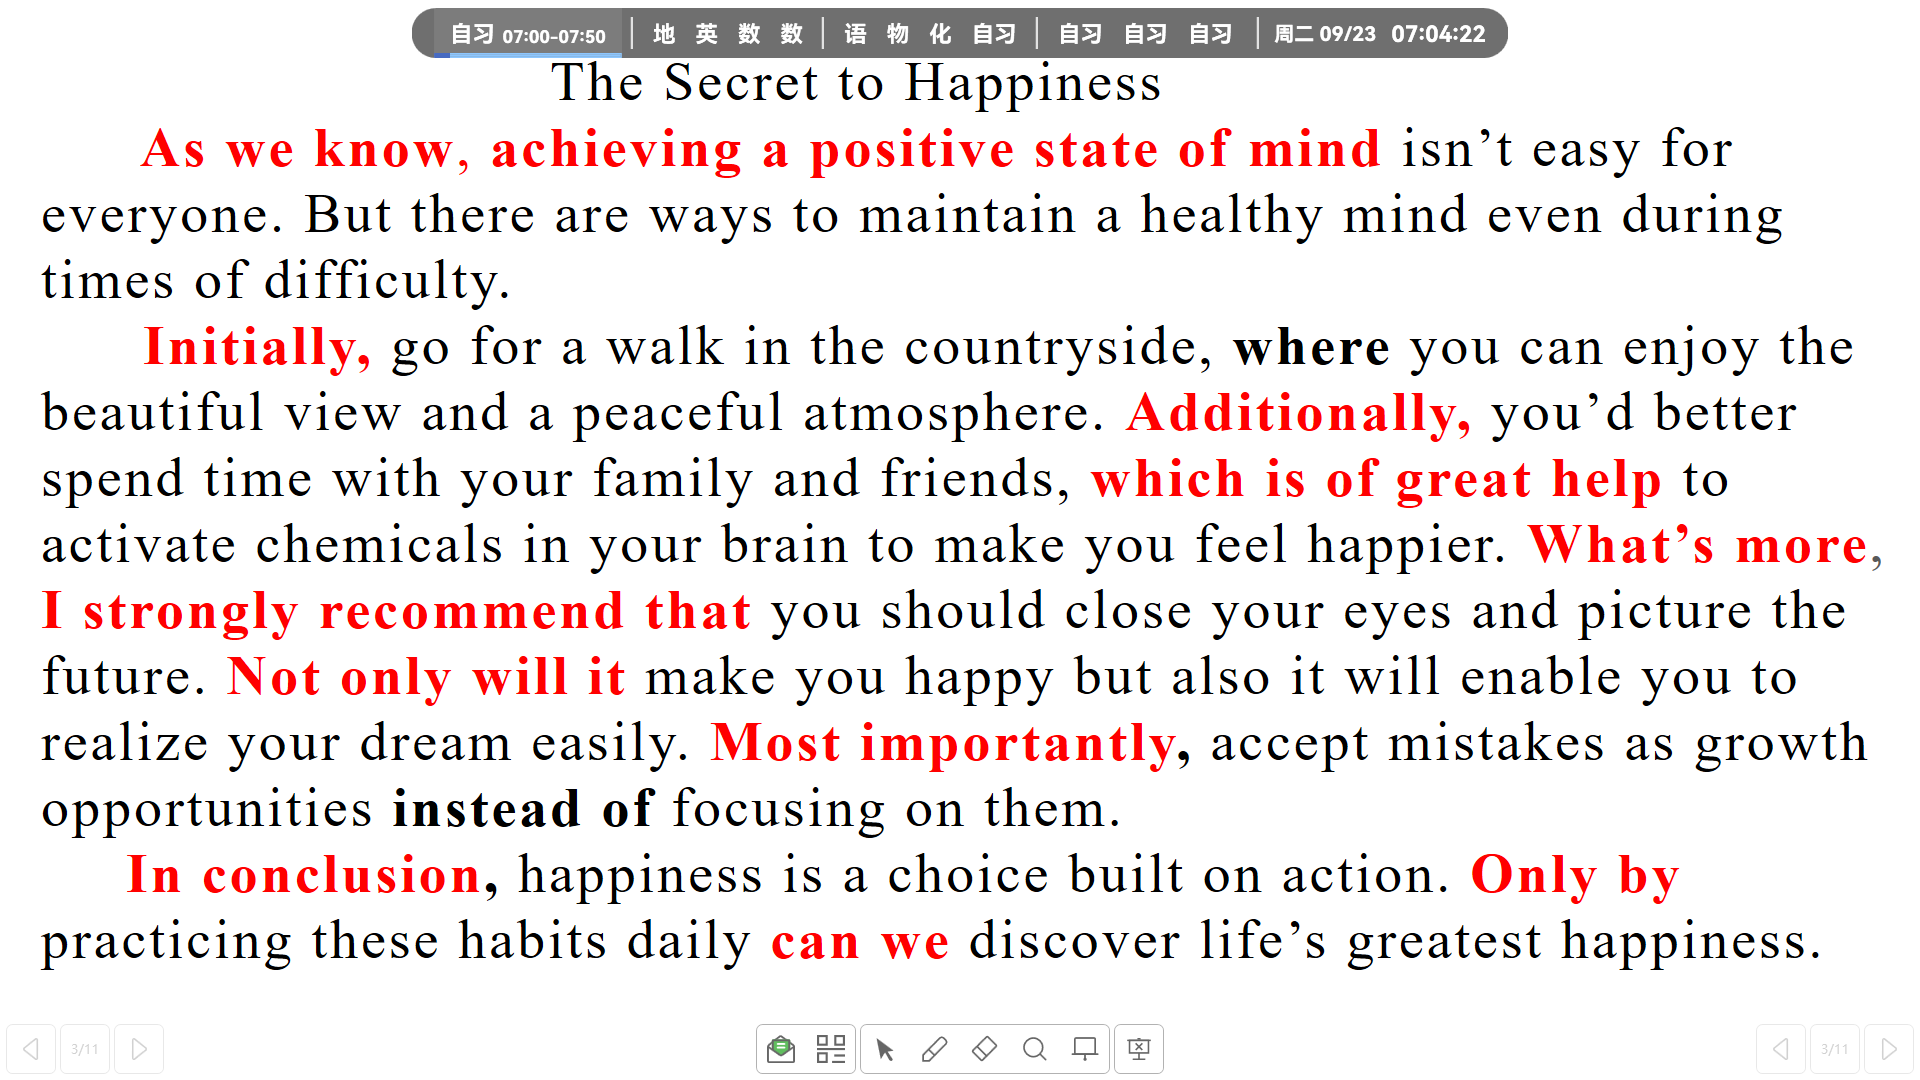 自习 07:00-07:50 地 英 数 数 语 物 化 自习 自习 自习 自习 周二 09/23 07:04:22
The Secret to Happiness
As we know, achieving a positive state of mind isn’t easy for
everyone. But there are ways to maintain a healthy mind even during
times of difficulty.
Initially, go for a walk in the countryside, where you can enjoy the
beautiful view and a peaceful atmosphere. Additionally, you’d better
spend time with your family and friends, which is of great help to
activate chemicals in your brain to make you feel happier. What’s more,
I strongly recommend that you should close your eyes and picture the
future. Not only will it make you happy but also it will enable you to
realize your dream easily. Most importantly, accept mistakes as growth
opportunities instead of focusing on them.
In conclusion, happiness is a choice built on action. Only by
practicing these habits daily can we discover life’s greatest happiness.
3/11 3/11